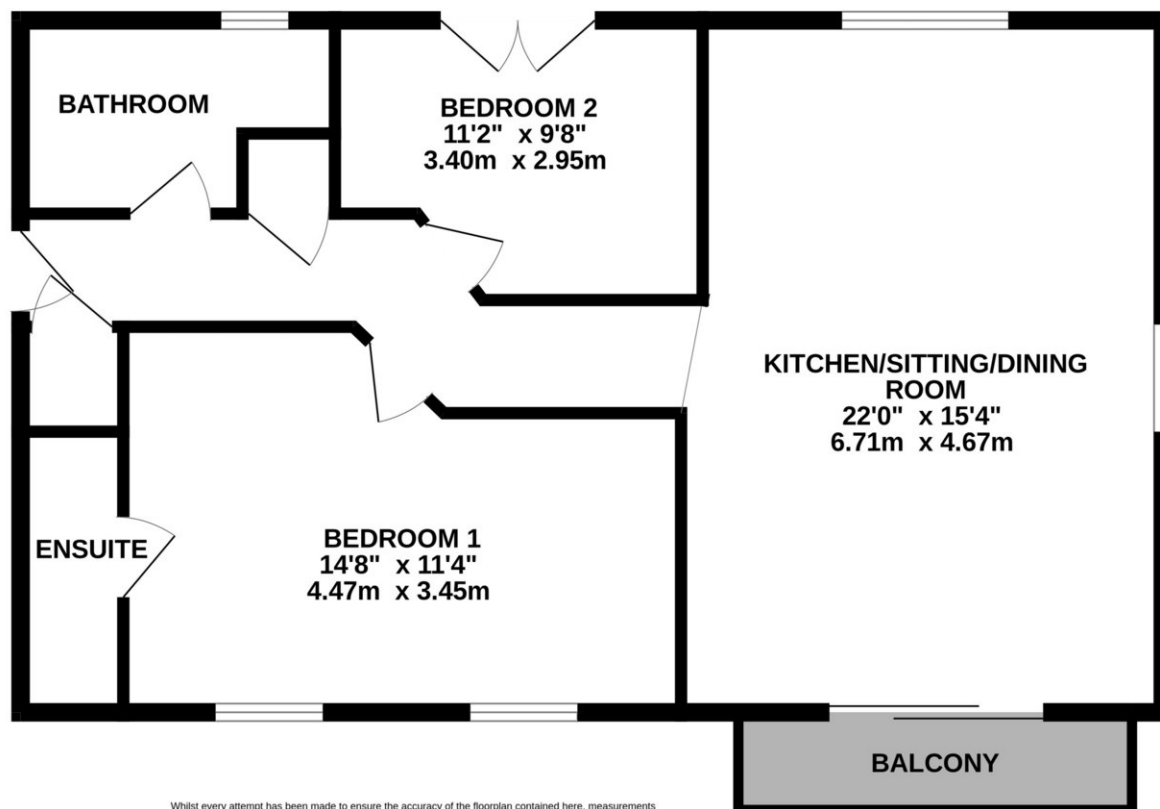 BATHROOM
BEDROOM 2
11'2" x 9'8"
3.40m x 2.95m
KITCHEN/SITTING/DINING
ROOM
22'0" x 15'4"
6.71m x 4.67m
ENSUITE
BEDROOM 1
14'8" x 11'4"
4.47m x 3.45m
BALCONY
Whilst every attempt has been made to ensure the accuracy of the floorplan contained here, measurements